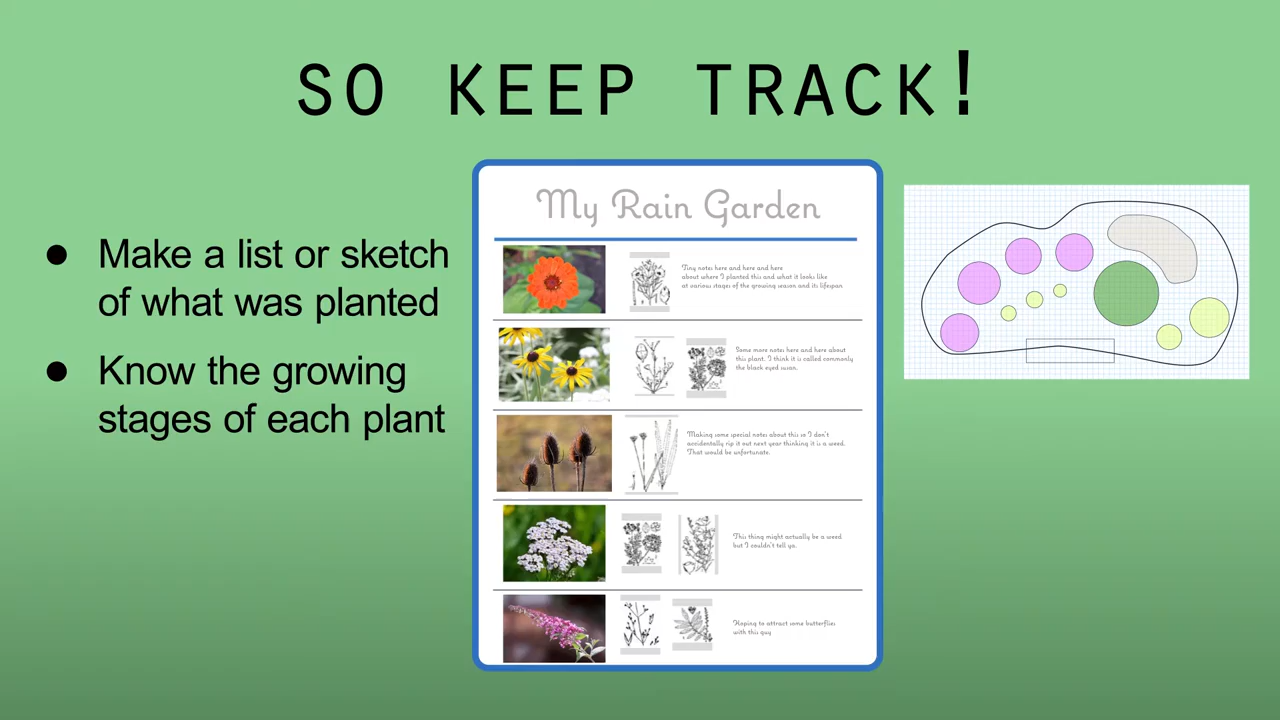 SO KEEP TRACK!
● Make a list or sketch
of what was planted
● Know the growing
stages of each plant
My Rain Garden
Tiny notes here and here and here
about where I planted this and what it looks like
at various stages of the growing season and its lifespan
Some more notes here and here about
this plant. I think it is called commonly
the black eyed susan.
Making some special notes about this so I don't
accidentally rip it out next year thinking it is a weed.
That would be unfortunate.
This thing might actually be a weed
but I couldn't tell ya.
Hoping to attract some butterflies
with this guy